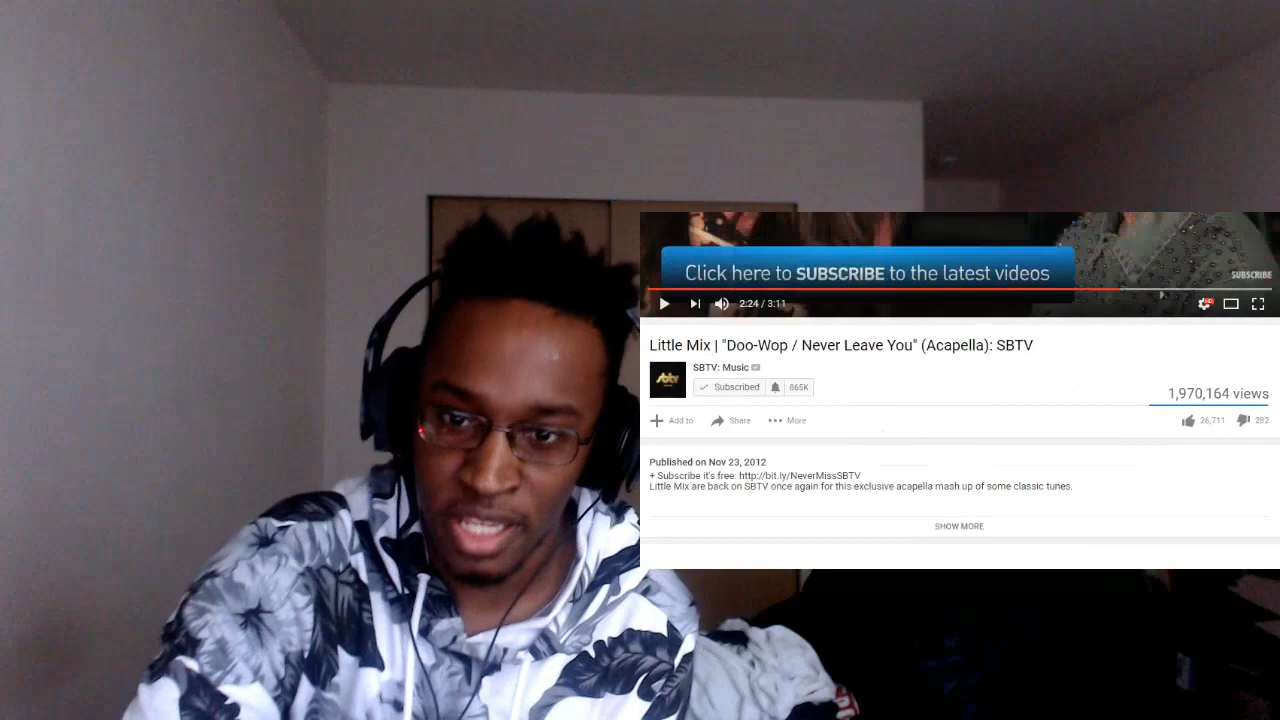 Click here to SUBSCRIBE to the latest videos
SUBSCRIBE
2:24 / 3:11
HD
Little Mix | "Doo-Wop / Never Leave You" (Acapella): SBTV
sbtv
SBTV: Music
Subscribed 865K
1,970,164 views
Add to Share More 26,711 282
Published on Nov 23, 2012
+ Subscribe it's free: http://bit.ly/NeverMissSBTV
Little Mix are back on SBTV once again for this exclusive acapella mash up of some classic tunes.
SHOW MORE